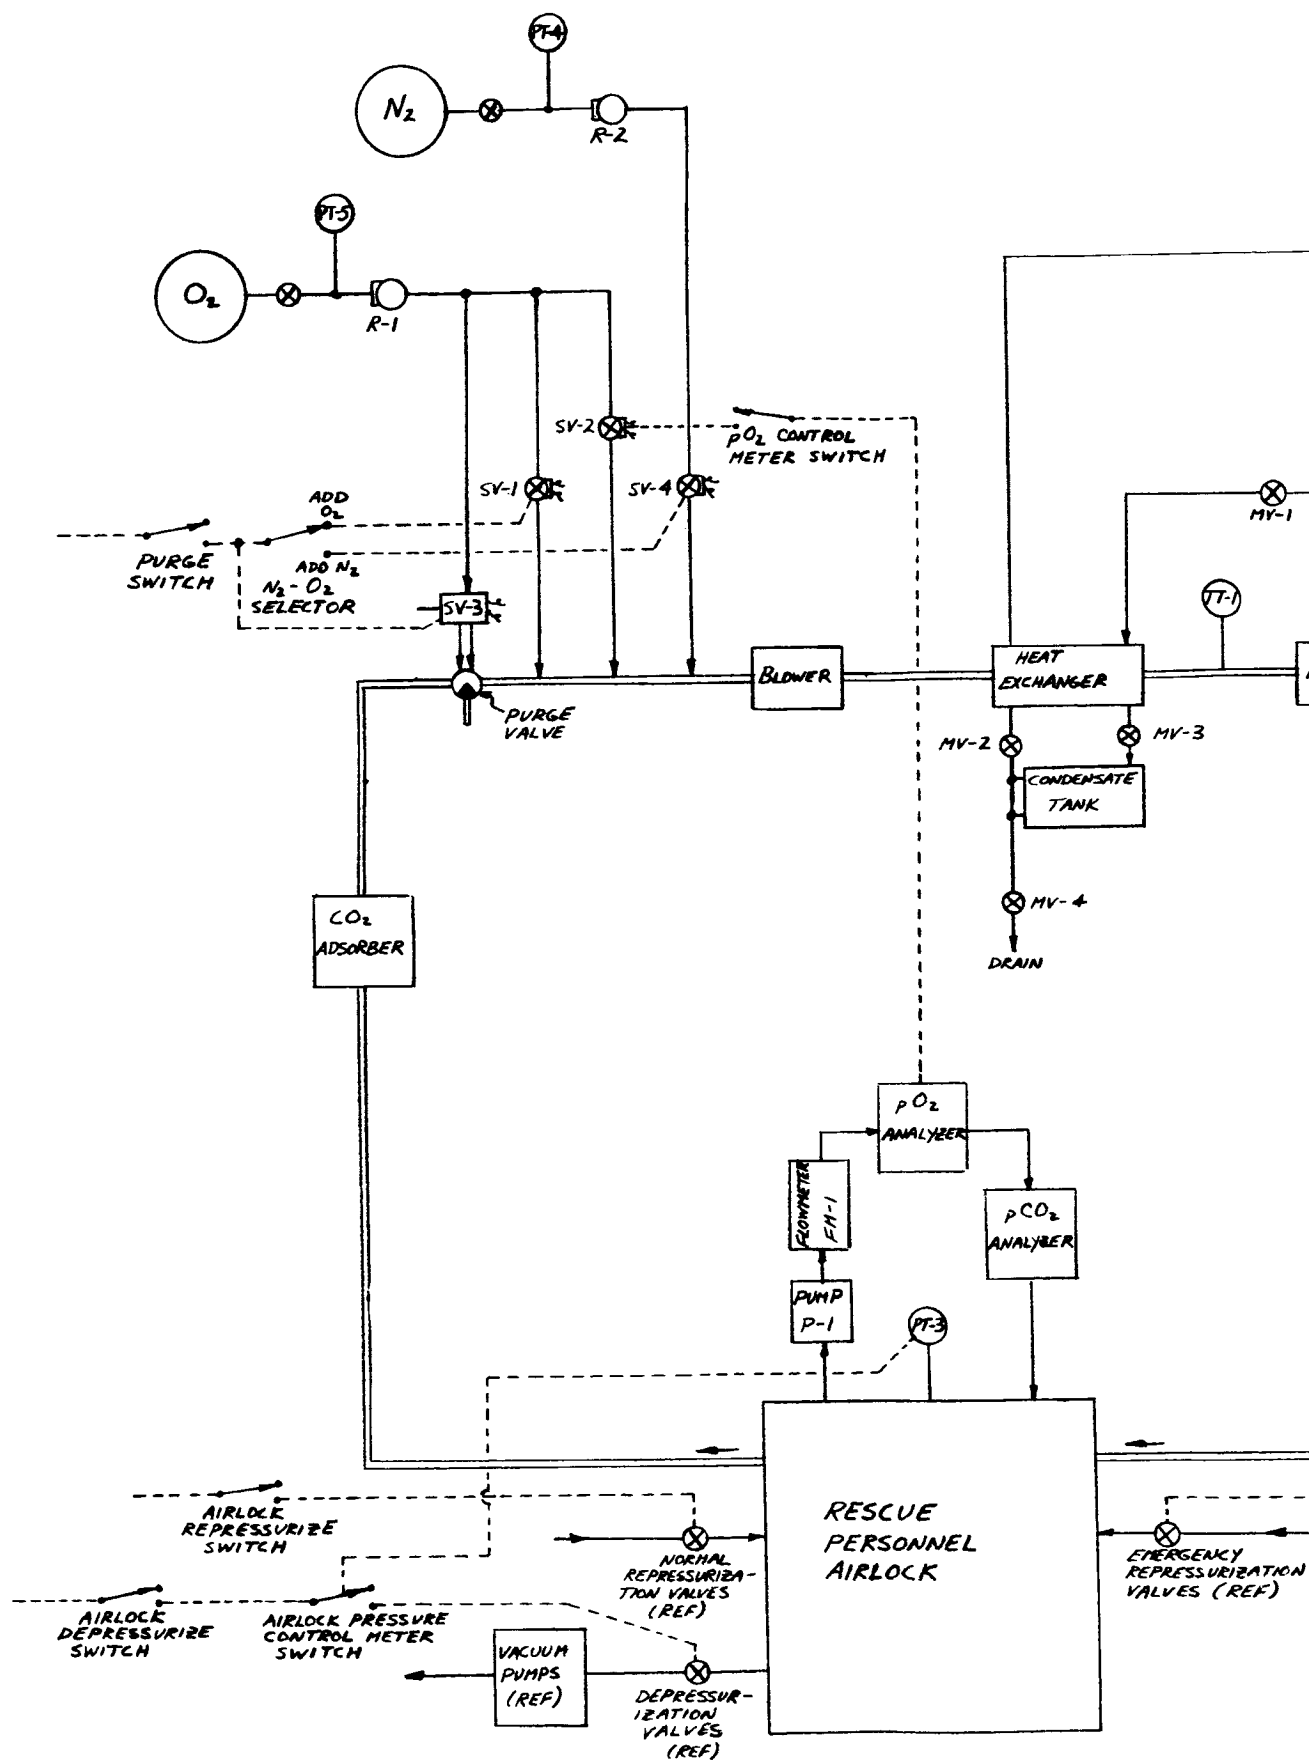 PT-4
N2
R-2
PT-5
O2
R-1
SV-2
pO2 CONTROL
METER SWITCH
SV-1
SV-4
ADD
O2
PURGE
SWITCH
ADD N2
N2-O2
SELECTOR
SV-3
MV-1
TT-1
BLOWER
HEAT
EXCHANGER
PURGE
VALVE
MV-2
MV-3
CONDENSATE
TANK
MV-4
DRAIN
CO2
ADSORBER
pO2
ANALYZER
FLOWMETER
FM-1
pCO2
ANALYZER
PUMP
P-1
PT-3
AIRLOCK
REPRESSURIZE
SWITCH
RESCUE
PERSONNEL
AIRLOCK
NORMAL
REPRESSURIZA-
TION VALVES
(REF)
EMERGENCY
REPRESSURIZATION
VALVES (REF)
AIRLOCK
DEPRESSURIZE
SWITCH
AIRLOCK PRESSURE
CONTROL METER
SWITCH
VACUUM
PUMPS
(REF)
DEPRESSUR-
IZATION
VALVES
(REF)